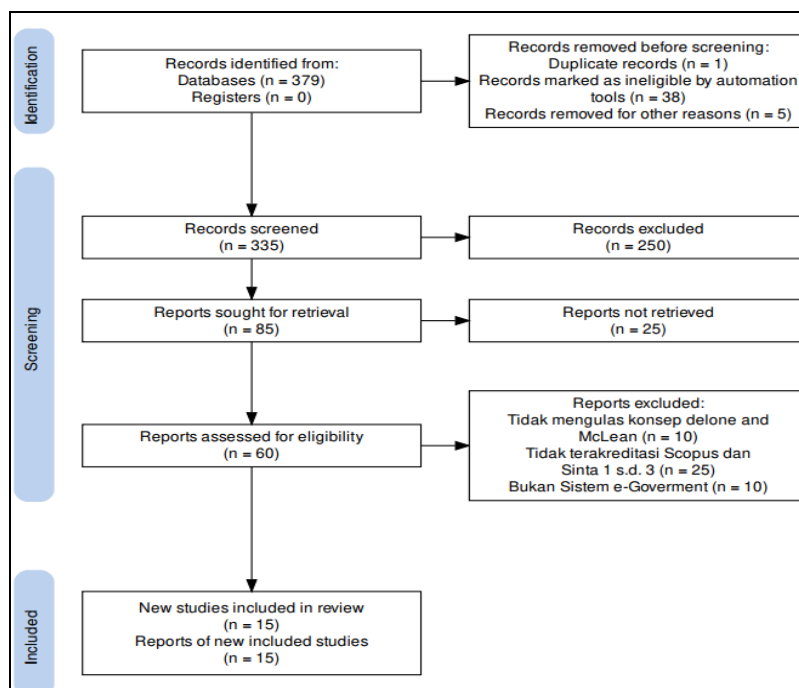 Identification
Records identified from:
Databases (n = 379)
Registers (n = 0)
Records removed before screening:
Duplicate records (n = 1)
Records marked as ineligible by automation
tools (n = 38)
Records removed for other reasons (n = 5)
Screening
Records screened
(n = 335)
Records excluded
(n = 250)
Reports sought for retrieval
(n = 85)
Reports not retrieved
(n = 25)
Reports assessed for eligibility
(n = 60)
Reports excluded:
Tidak mengulas konsep delone and
McLean (n = 10)
Tidak terakreditasi Scopus dan
Sinta 1 s.d. 3 (n = 25)
Bukan Sistem e-Goverment (n = 10)
Included
New studies included in review
(n = 15)
Reports of new included studies
(n = 15)